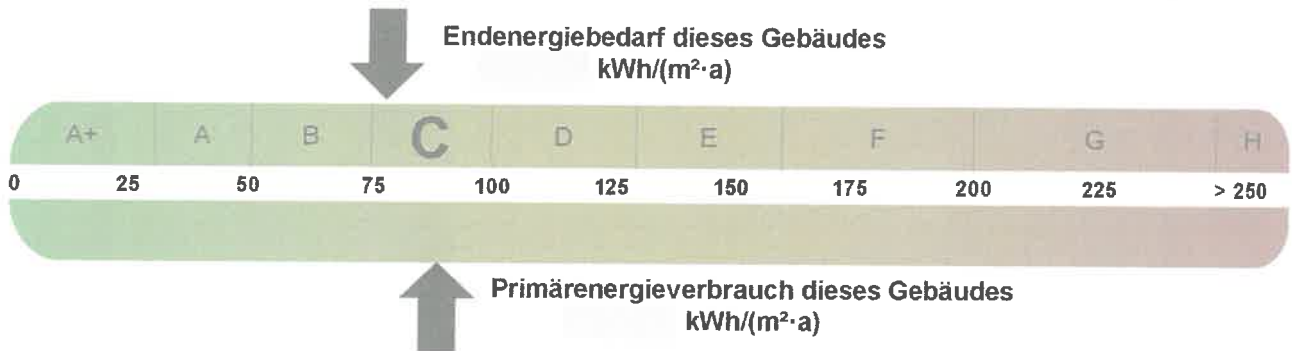 Endenergiebedarf dieses Gebäudes
kWh/(m²·a)
A+ A B C D E F G H
0 25 50 75 100 125 150 175 200 225 > 250
Primärenergieverbrauch dieses Gebäudes
kWh/(m²·a)